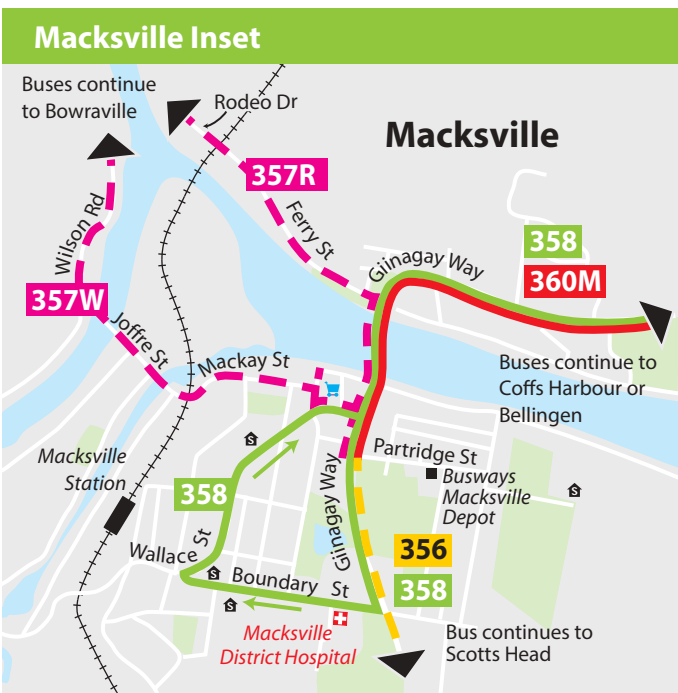 Macksville Inset
Buses continue
to Bowraville
Rodeo Dr
Macksville
357R
Wilson Rd
Ferry St
Giinagay Way
358
360M
357W
Joffre St
Mackay St
Buses continue to
Coffs Harbour or
Bellingen
Partridge St
Macksville
Station
Busways
Macksville
Depot
358
Giinagay Way
Wallace St
356
358
Boundary St
Macksville
District Hospital
Bus continues to
Scotts Head
S
S
S
S